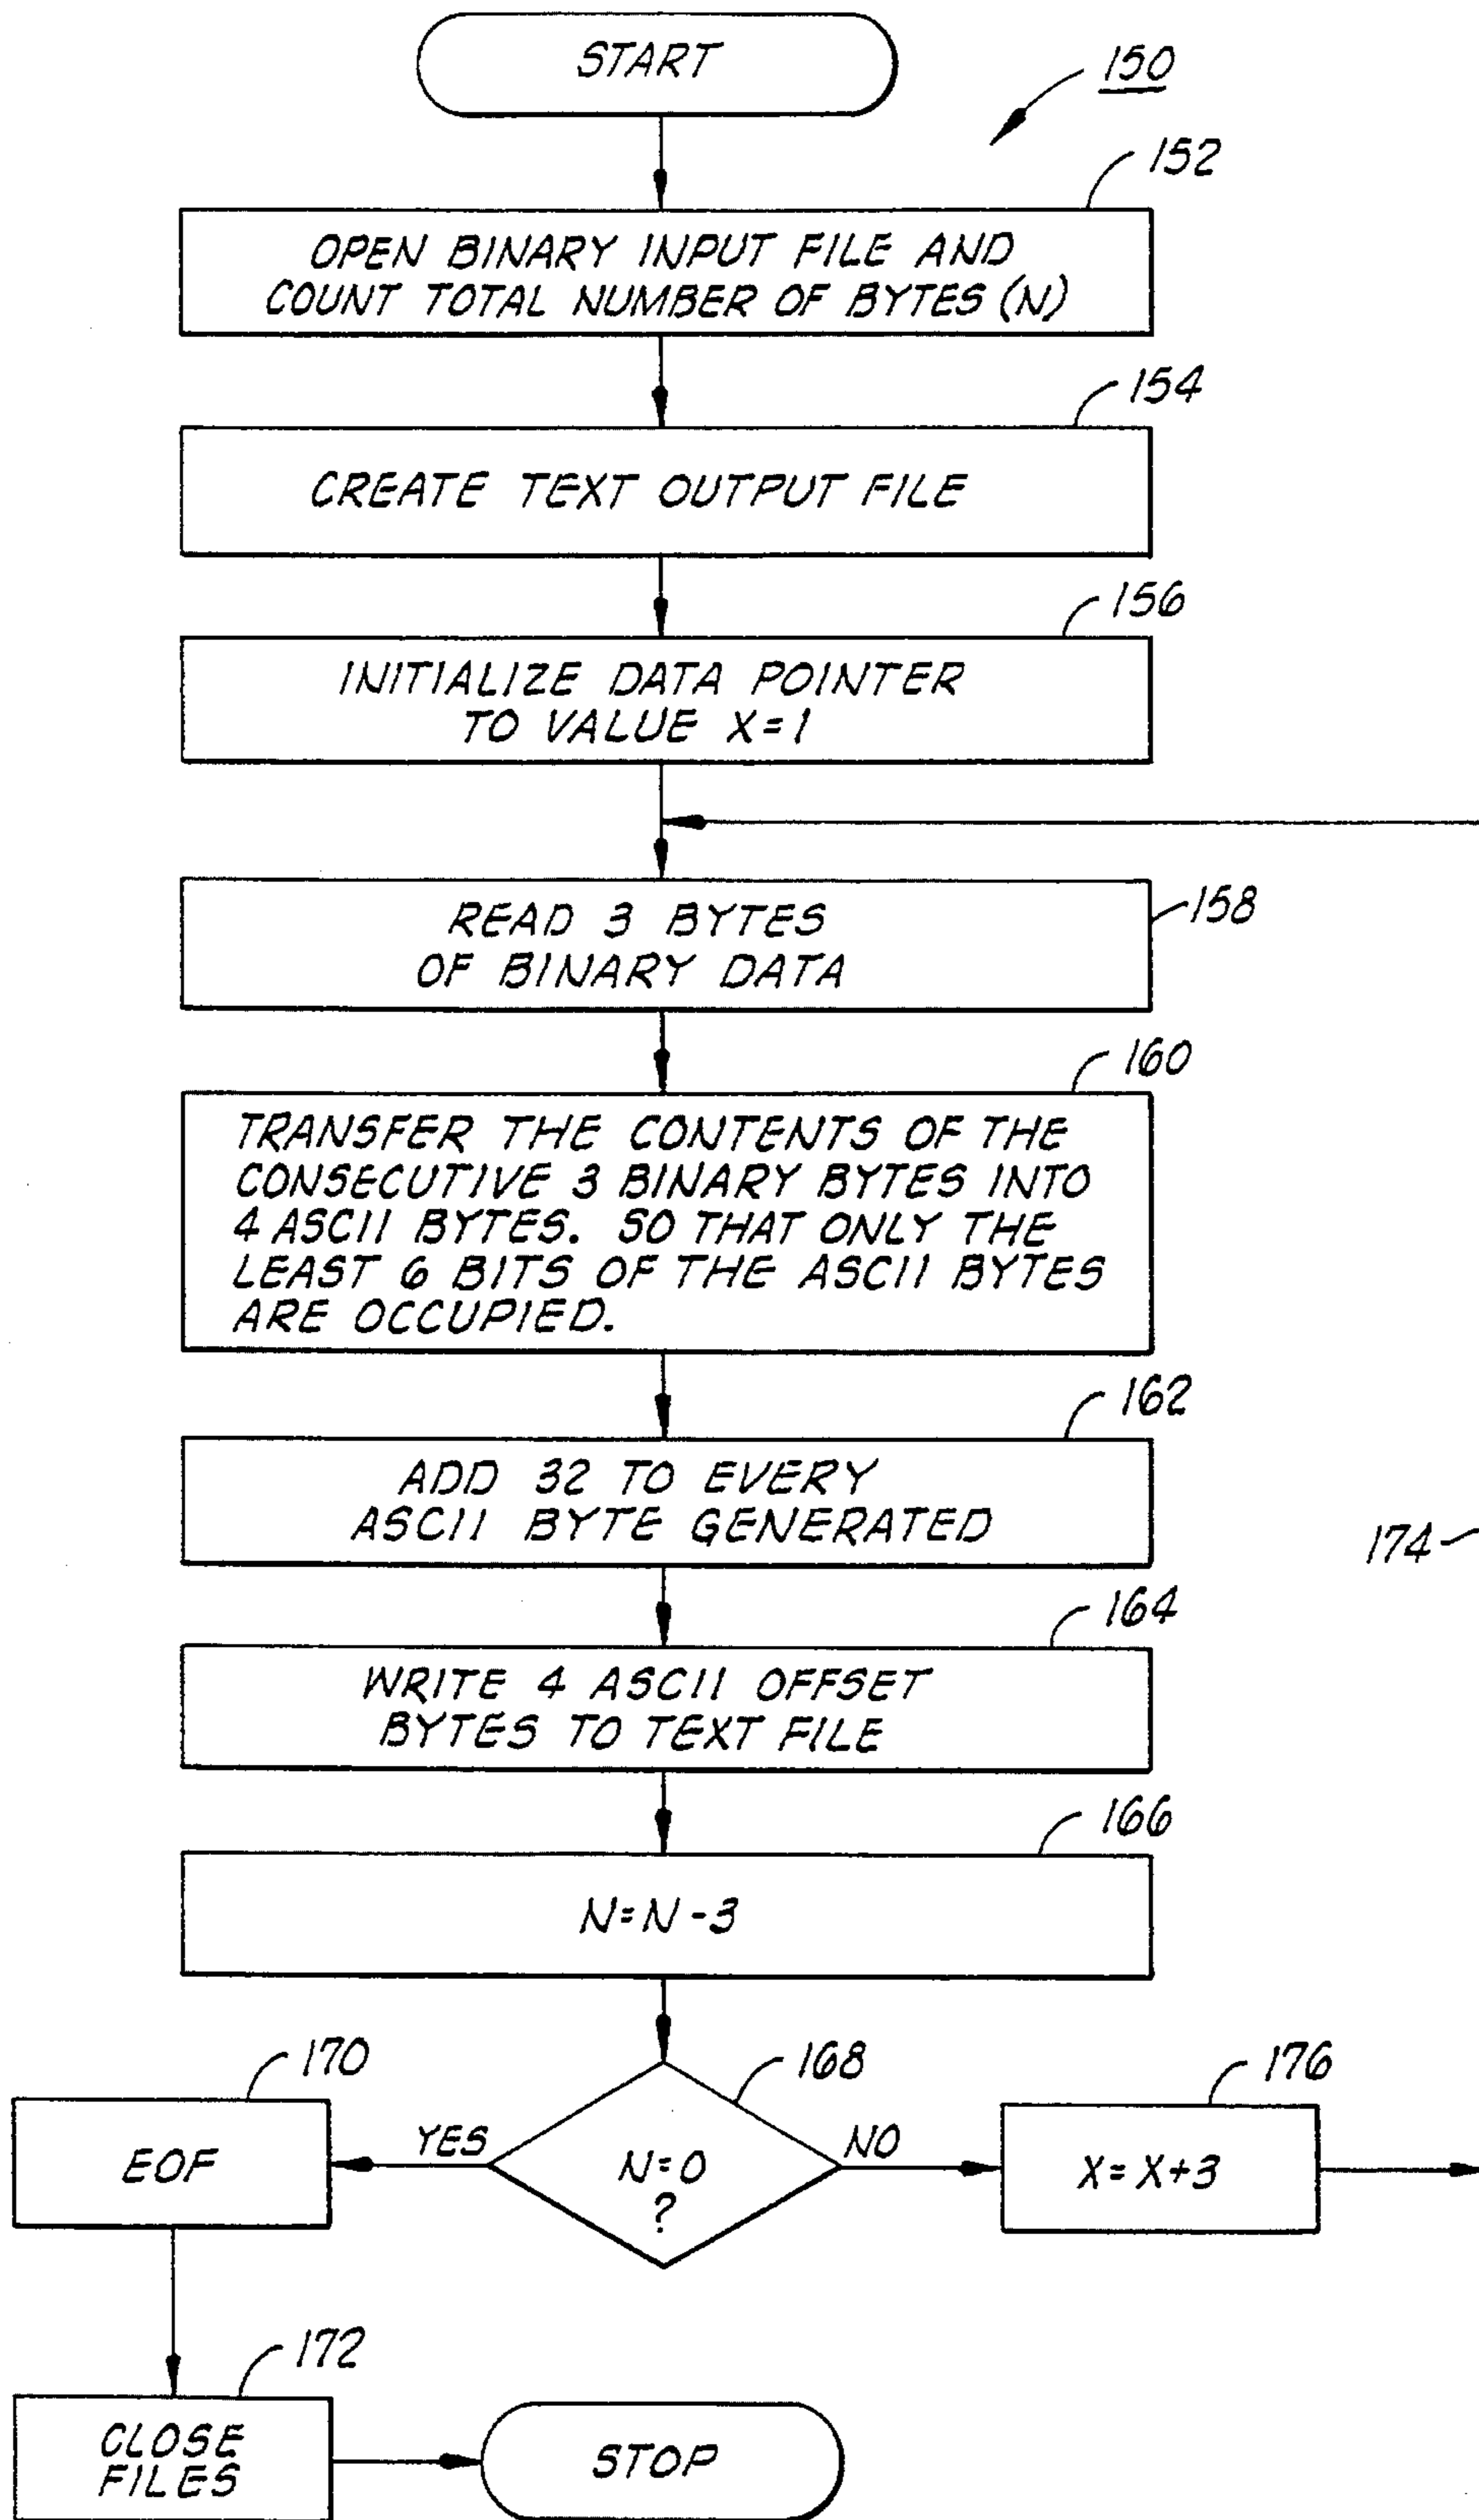 START
150
152
OPEN BINARY INPUT FILE AND
COUNT TOTAL NUMBER OF BYTES (N)
154
CREATE TEXT OUTPUT FILE
156
INITIALIZE DATA POINTER
TO VALUE X=1
158
READ 3 BYTES
OF BINARY DATA
160
TRANSFER THE CONTENTS OF THE
CONSECUTIVE 3 BINARY BYTES INTO
4 ASCII BYTES. SO THAT ONLY THE
LEAST 6 BITS OF THE ASCII BYTES
ARE OCCUPIED.
162
ADD 32 TO EVERY
ASCII BYTE GENERATED
174
164
WRITE 4 ASCII OFFSET
BYTES TO TEXT FILE
166
N=N-3
170
168
176
EOF
YES
N=0
?
NO
X=X+3
172
CLOSE
FILES
STOP